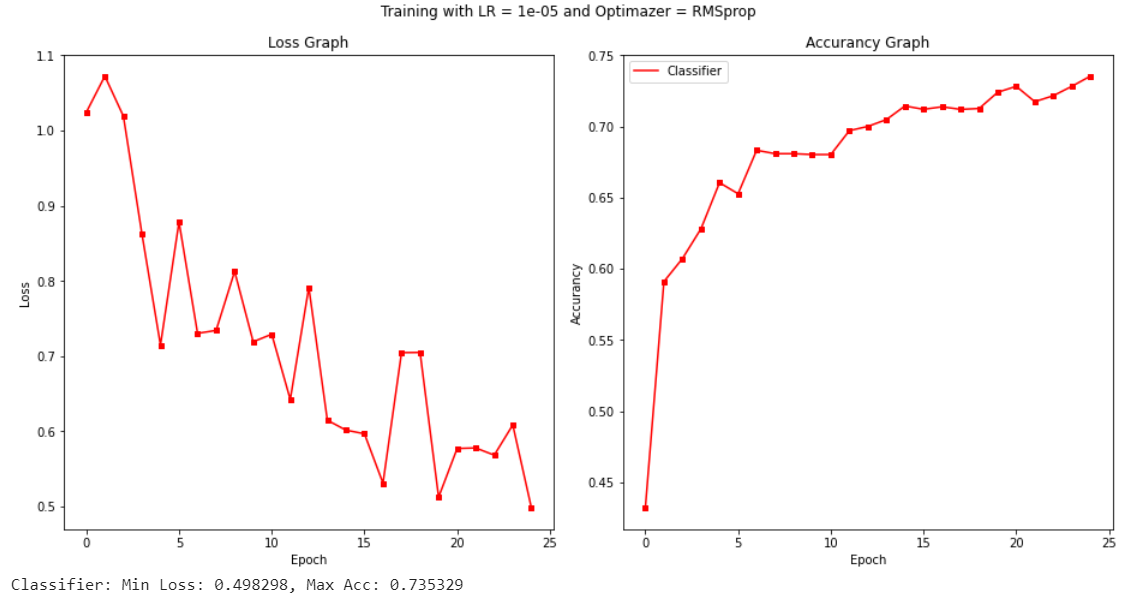 Training with LR = 1e-05 and Optimazer = RMSprop
Loss Graph
1.1
1.0
0.9
0.8
0.7
0.6
0.5
Loss
0 5 10 15 20 25
Epoch
Accurancy Graph
Classifier
0.75
0.70
0.65
0.60
0.55
0.50
0.45
Accurancy
0 5 10 15 20 25
Epoch
Classifier: Min Loss: 0.498298, Max Acc: 0.735329